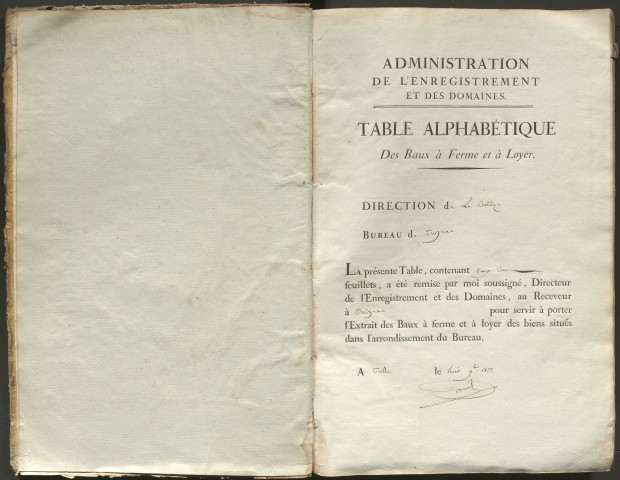 ADMINISTRATION
DE L'ENREGISTREMENT
ET DES DOMAINES.
TABLE ALPHABÉTIQUE
Des Baux à Ferme et à Loyer.
DIRECTION d
BUREAU d
LA présente Table, contenant
feuillets, a été remise par moi soussigné, Directeur
de l'Enregistrement et des Domaines, au Receveur
à pour servir à porter
l'Extrait des Baux à ferme et à loyer des biens situés
dans l'arrondissement du Bureau.
A le